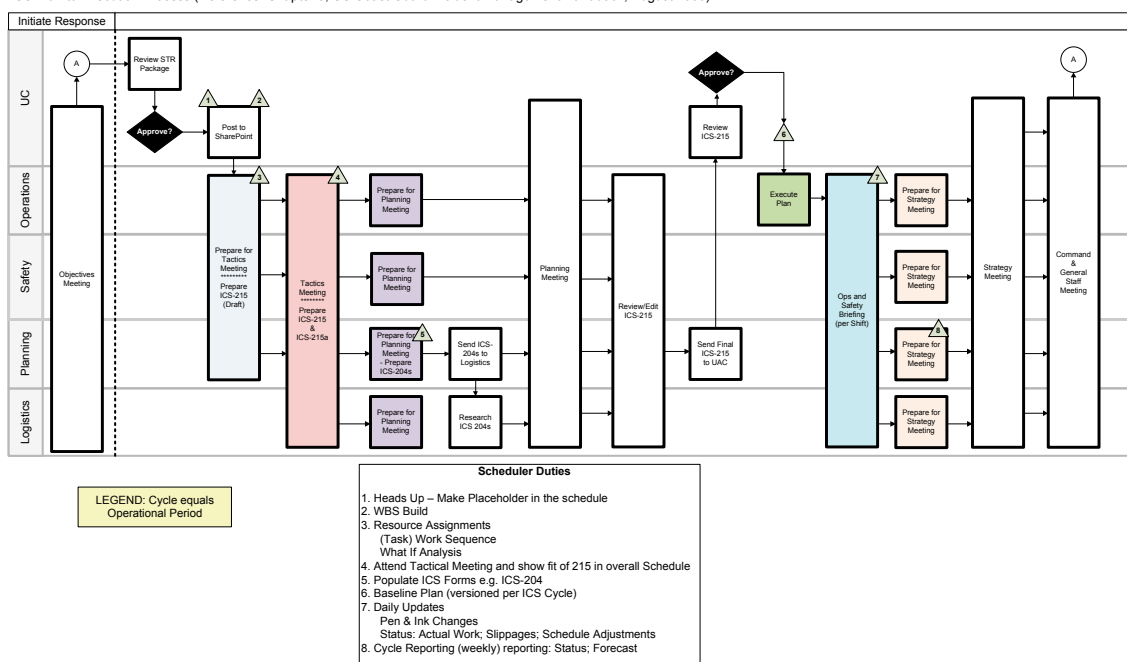 Initiate Response
UC
Operations
Safety
Planning
Logistics
Objectives
Meeting
A
Review STR
Package
Approve?
1
2
Post to
SharePoint
3
Prepare for
Tactics
Meeting
*********
Prepare
ICS-215
(Draft)
4
Tactics
Meeting
********
Prepare
ICS-215
&
ICS-215a
Prepare for
Planning
Meeting
Prepare for
Planning
Meeting
5
Prepare for
Planning
Meeting
- Prepare
ICS-204s
Prepare for
Planning
Meeting
Send ICS-
204s to
Logistics
Research
ICS 204s
Planning
Meeting
Review/Edit
ICS-215
Send Final
ICS-215
to UAC
Review
ICS-215
Approve?
6
Execute
Plan
7
Ops and
Safety
Briefing
(per Shift)
Prepare for
Strategy
Meeting
Prepare for
Strategy
Meeting
8
Prepare for
Strategy
Meeting
Prepare for
Strategy
Meeting
Strategy
Meeting
Command
&
General
Staff
Meeting
A
LEGEND: Cycle equals
Operational Period
Scheduler Duties
1. Heads Up – Make Placeholder in the schedule
2. WBS Build
3. Resource Assignments
(Task) Work Sequence
What If Analysis
4. Attend Tactical Meeting and show fit of 215 in overall Schedule
5. Populate ICS Forms e.g. ICS-204
6. Baseline Plan (versioned per ICS Cycle)
7. Daily Updates
Pen & Ink Changes
Status: Actual Work; Slippages; Schedule Adjustments
8. Cycle Reporting (weekly) reporting: Status; Forecast